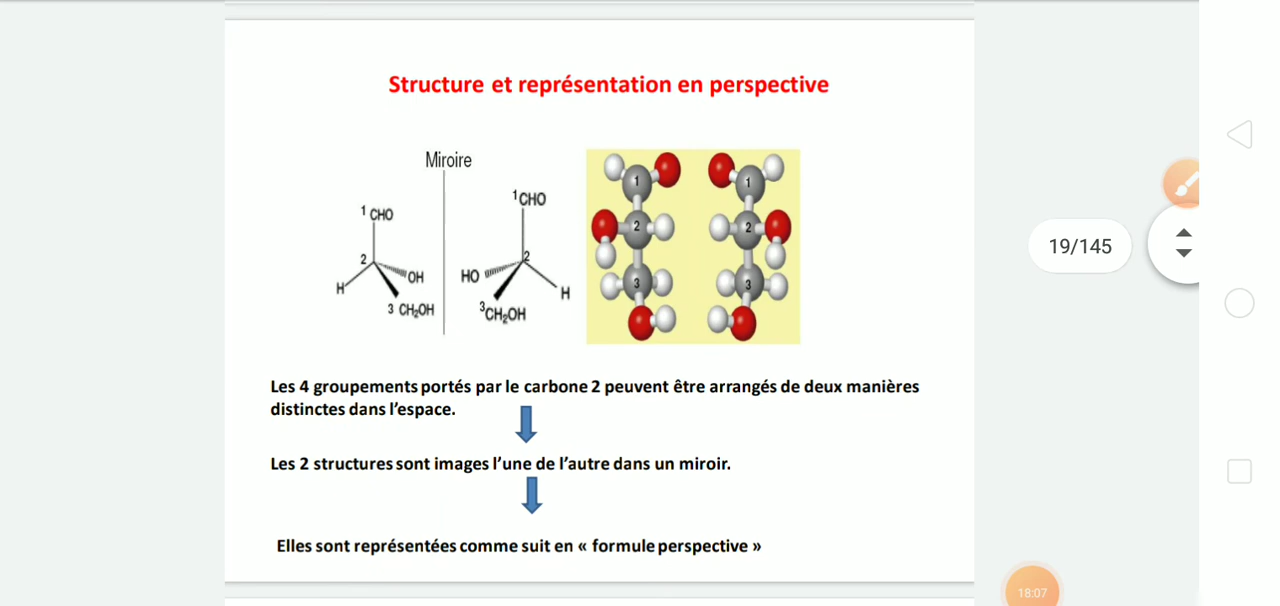 Structure et représentation en perspective
Miroire
1 CHO
2
H
OH
3 CH2OH
1CHO
2
HO
H
3CH2OH
1
2
3
1
2
3
Les 4 groupements portés par le carbone 2 peuvent être arrangés de deux manières
distinctes dans l'espace.
Les 2 structures sont images l'une de l'autre dans un miroir.
Elles sont représentées comme suit en « formule perspective »
19/145
18:07